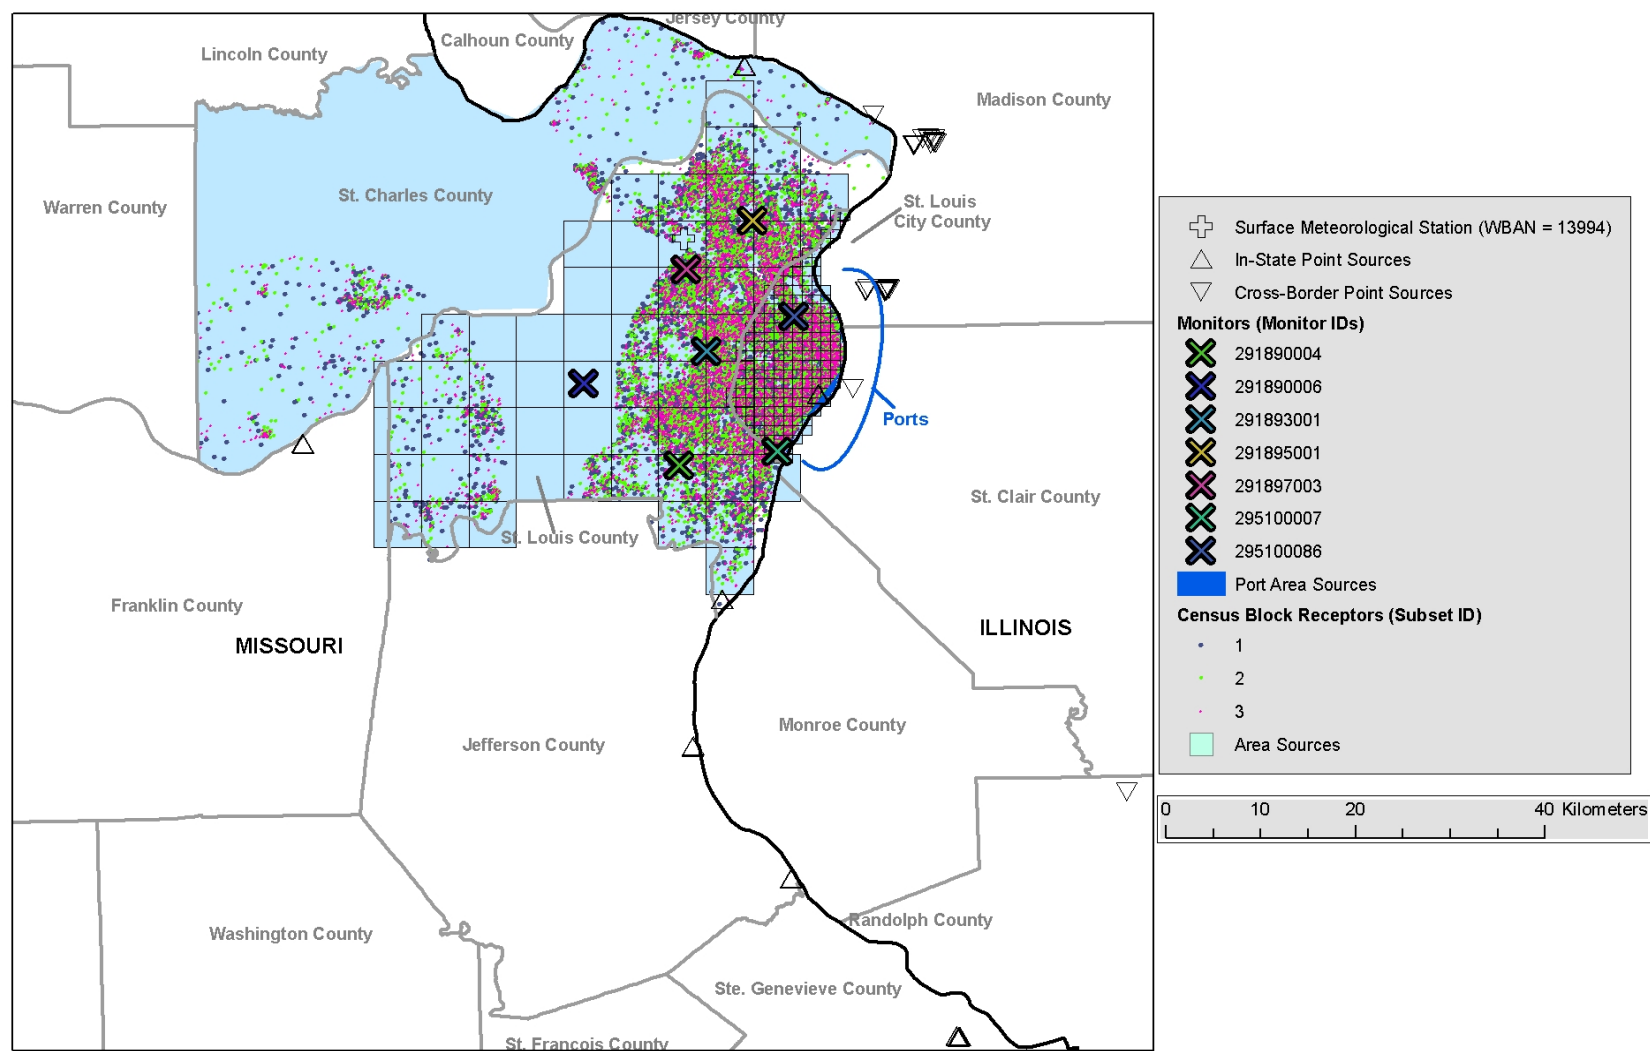 Jersey County
Lincoln County
Calhoun County
Madison County
St. Charles County
Warren County
St. Louis
City County
Ports
St. Clair County
St. Louis County
Franklin County
MISSOURI
ILLINOIS
Monroe County
Jefferson County
Randolph County
Washington County
Ste. Genevieve County
St. Francois County
Surface Meteorological Station (WBAN = 13994)
In-State Point Sources
Cross-Border Point Sources
Monitors (Monitor IDs)
291890004
291890006
291893001
291895001
291897003
295100007
295100086
Port Area Sources
Census Block Receptors (Subset ID)
1
2
3
Area Sources
0 10 20 40 Kilometers